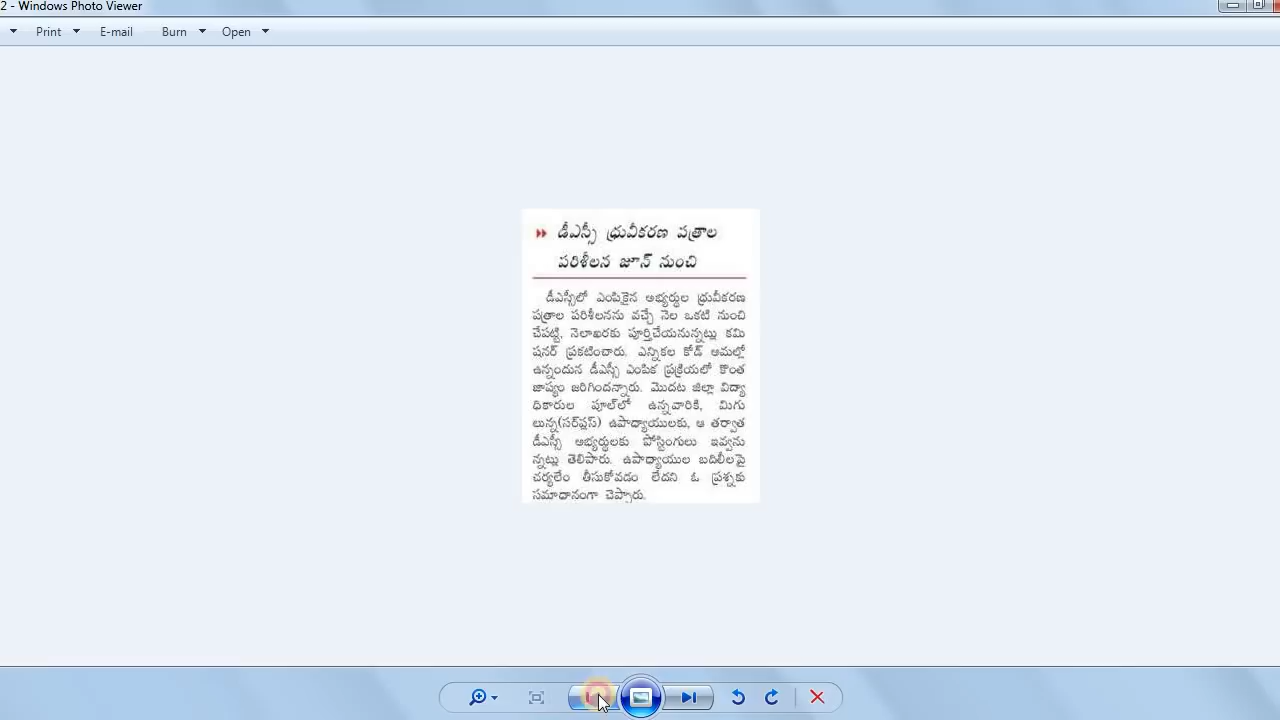 2 - Windows Photo Viewer
Print E-mail Burn Open
డీఎస్సీ ధ్రువీకరణ పత్రాల
పరిశీలన జూన్ నుంచి
డీఎస్సీలో ఎంపికైన అభ్యర్థుల ధ్రువీకరణ
పత్రాల పరిశీలనను వచ్చే నెల ఒకటి నుంచి
చేపట్టి, నెలాఖరకు పూర్తిచేయనున్నట్లు కమి
షనర్ ప్రకటించారు. ఎన్నికల కోడ్ అమల్లో
ఉన్నందున డీఎస్సీ ఎంపిక ప్రక్రియలో కొంత
జాప్యం జరిగిందన్నారు. మొదట జిల్లా విద్యా
ధికారుల పూల్‌లో ఉన్నవారికి, మిగు
లున్న(సర్‌ప్లస్) ఉపాధ్యాయులకు, ఆ తర్వాత
డీఎస్సీ అభ్యర్థులకు పోస్టింగులు ఇవ్వను
న్నట్లు తెలిపారు. ఉపాధ్యాయుల బదిలీలపై
చర్యలేం తీసుకోవడం లేదని ఓ ప్రశ్నకు
సమాధానంగా చెప్పారు.